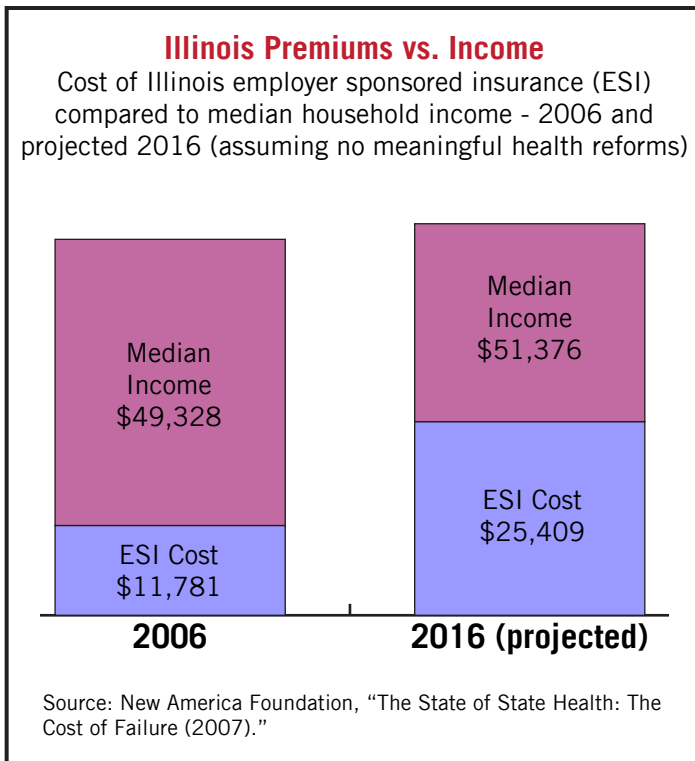 Illinois Premiums vs. Income
Cost of Illinois employer sponsored insurance (ESI)
compared to median household income - 2006 and
projected 2016 (assuming no meaningful health reforms)
Median
Income
$49,328
ESI Cost
$11,781
Median
Income
$51,376
ESI Cost
$25,409
2006
2016 (projected)
Source: New America Foundation, “The State of State Health: The
Cost of Failure (2007).”